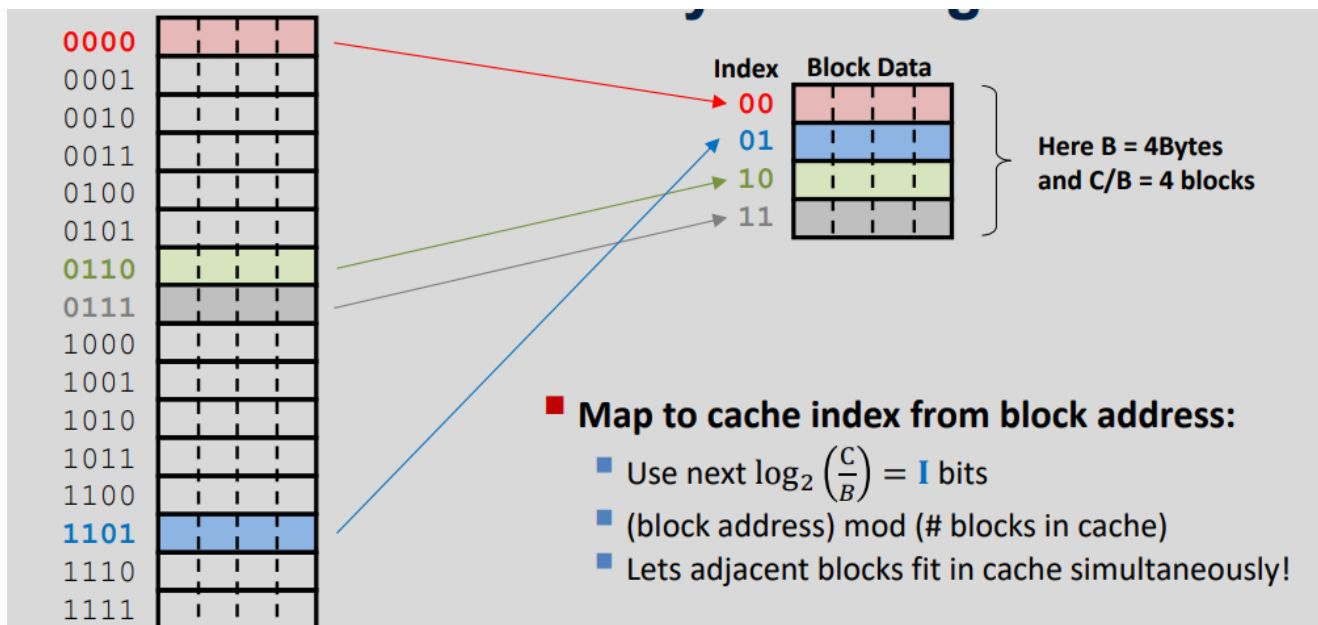 0000
0001
0010
0011
0100
0101
0110
0111
1000
1001
1010
1011
1100
1101
1110
1111
Index Block Data
00
01
10
11
Here B = 4Bytes
and C/B = 4 blocks
Map to cache index from block address:
Use next log₂ (C/B) = I bits
(block address) mod (# blocks in cache)
Lets adjacent blocks fit in cache simultaneously!